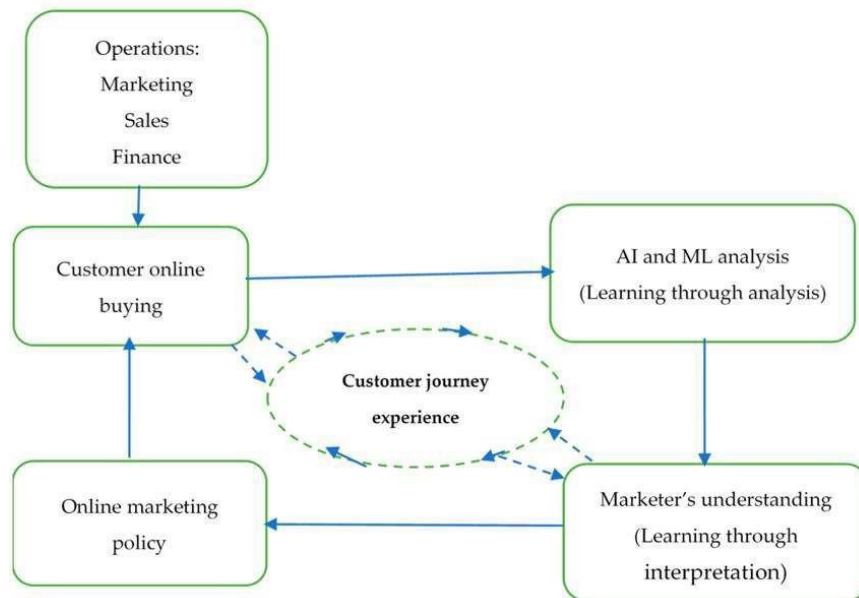 Operations:
Marketing
Sales
Finance
Customer online
buying
AI and ML analysis
(Learning through analysis)
Customer journey
experience
Online marketing
policy
Marketer’s understanding
(Learning through
interpretation)